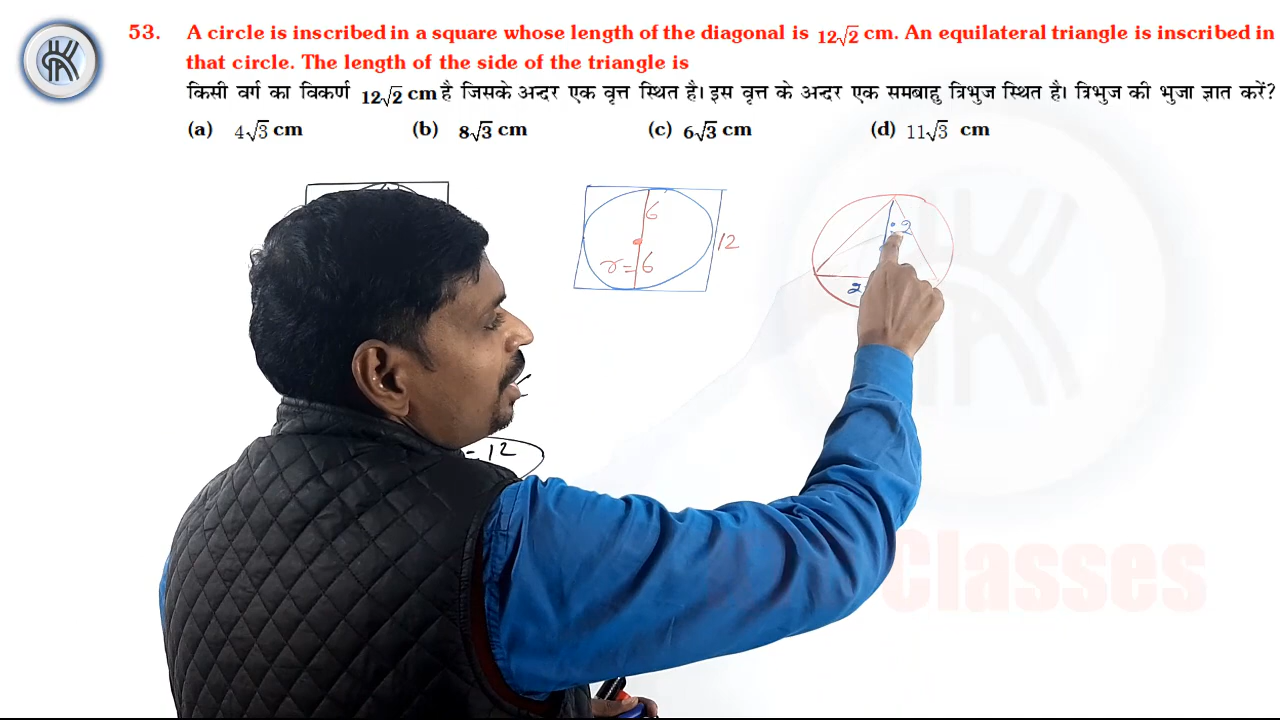 53. A circle is inscribed in a square whose length of the diagonal is 12√2 cm. An equilateral triangle is inscribed in
that circle. The length of the side of the triangle is
किसी वर्ग का विकर्ण 12√2 cm है जिसके अन्दर एक वृत्त स्थित है। इस वृत्त के अन्दर एक समबाहु त्रिभुज स्थित है। त्रिभुज की भुजा ज्ञात करें?
(a) 4√3 cm (b) 8√3 cm (c) 6√3 cm (d) 11√3 cm
6
12
r=6
2
2
=12
Classes